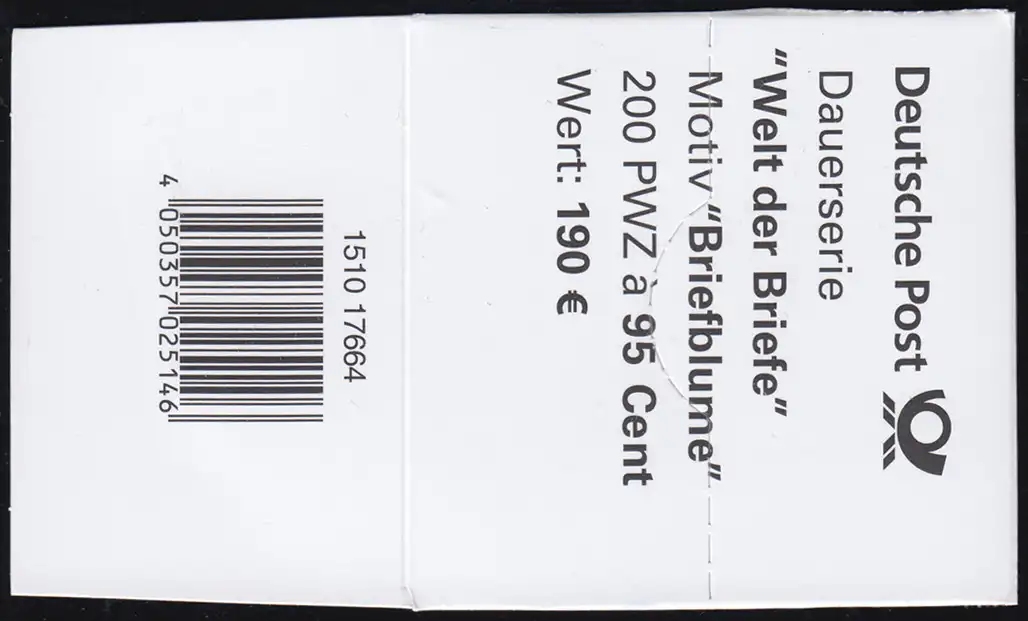 Deutsche Post
Dauerserie
"Welt der Briefe"
Motiv "Briefblume"
200 PWZ à 95 Cent
Wert: 190 €
1510 17664
4 050357 025146